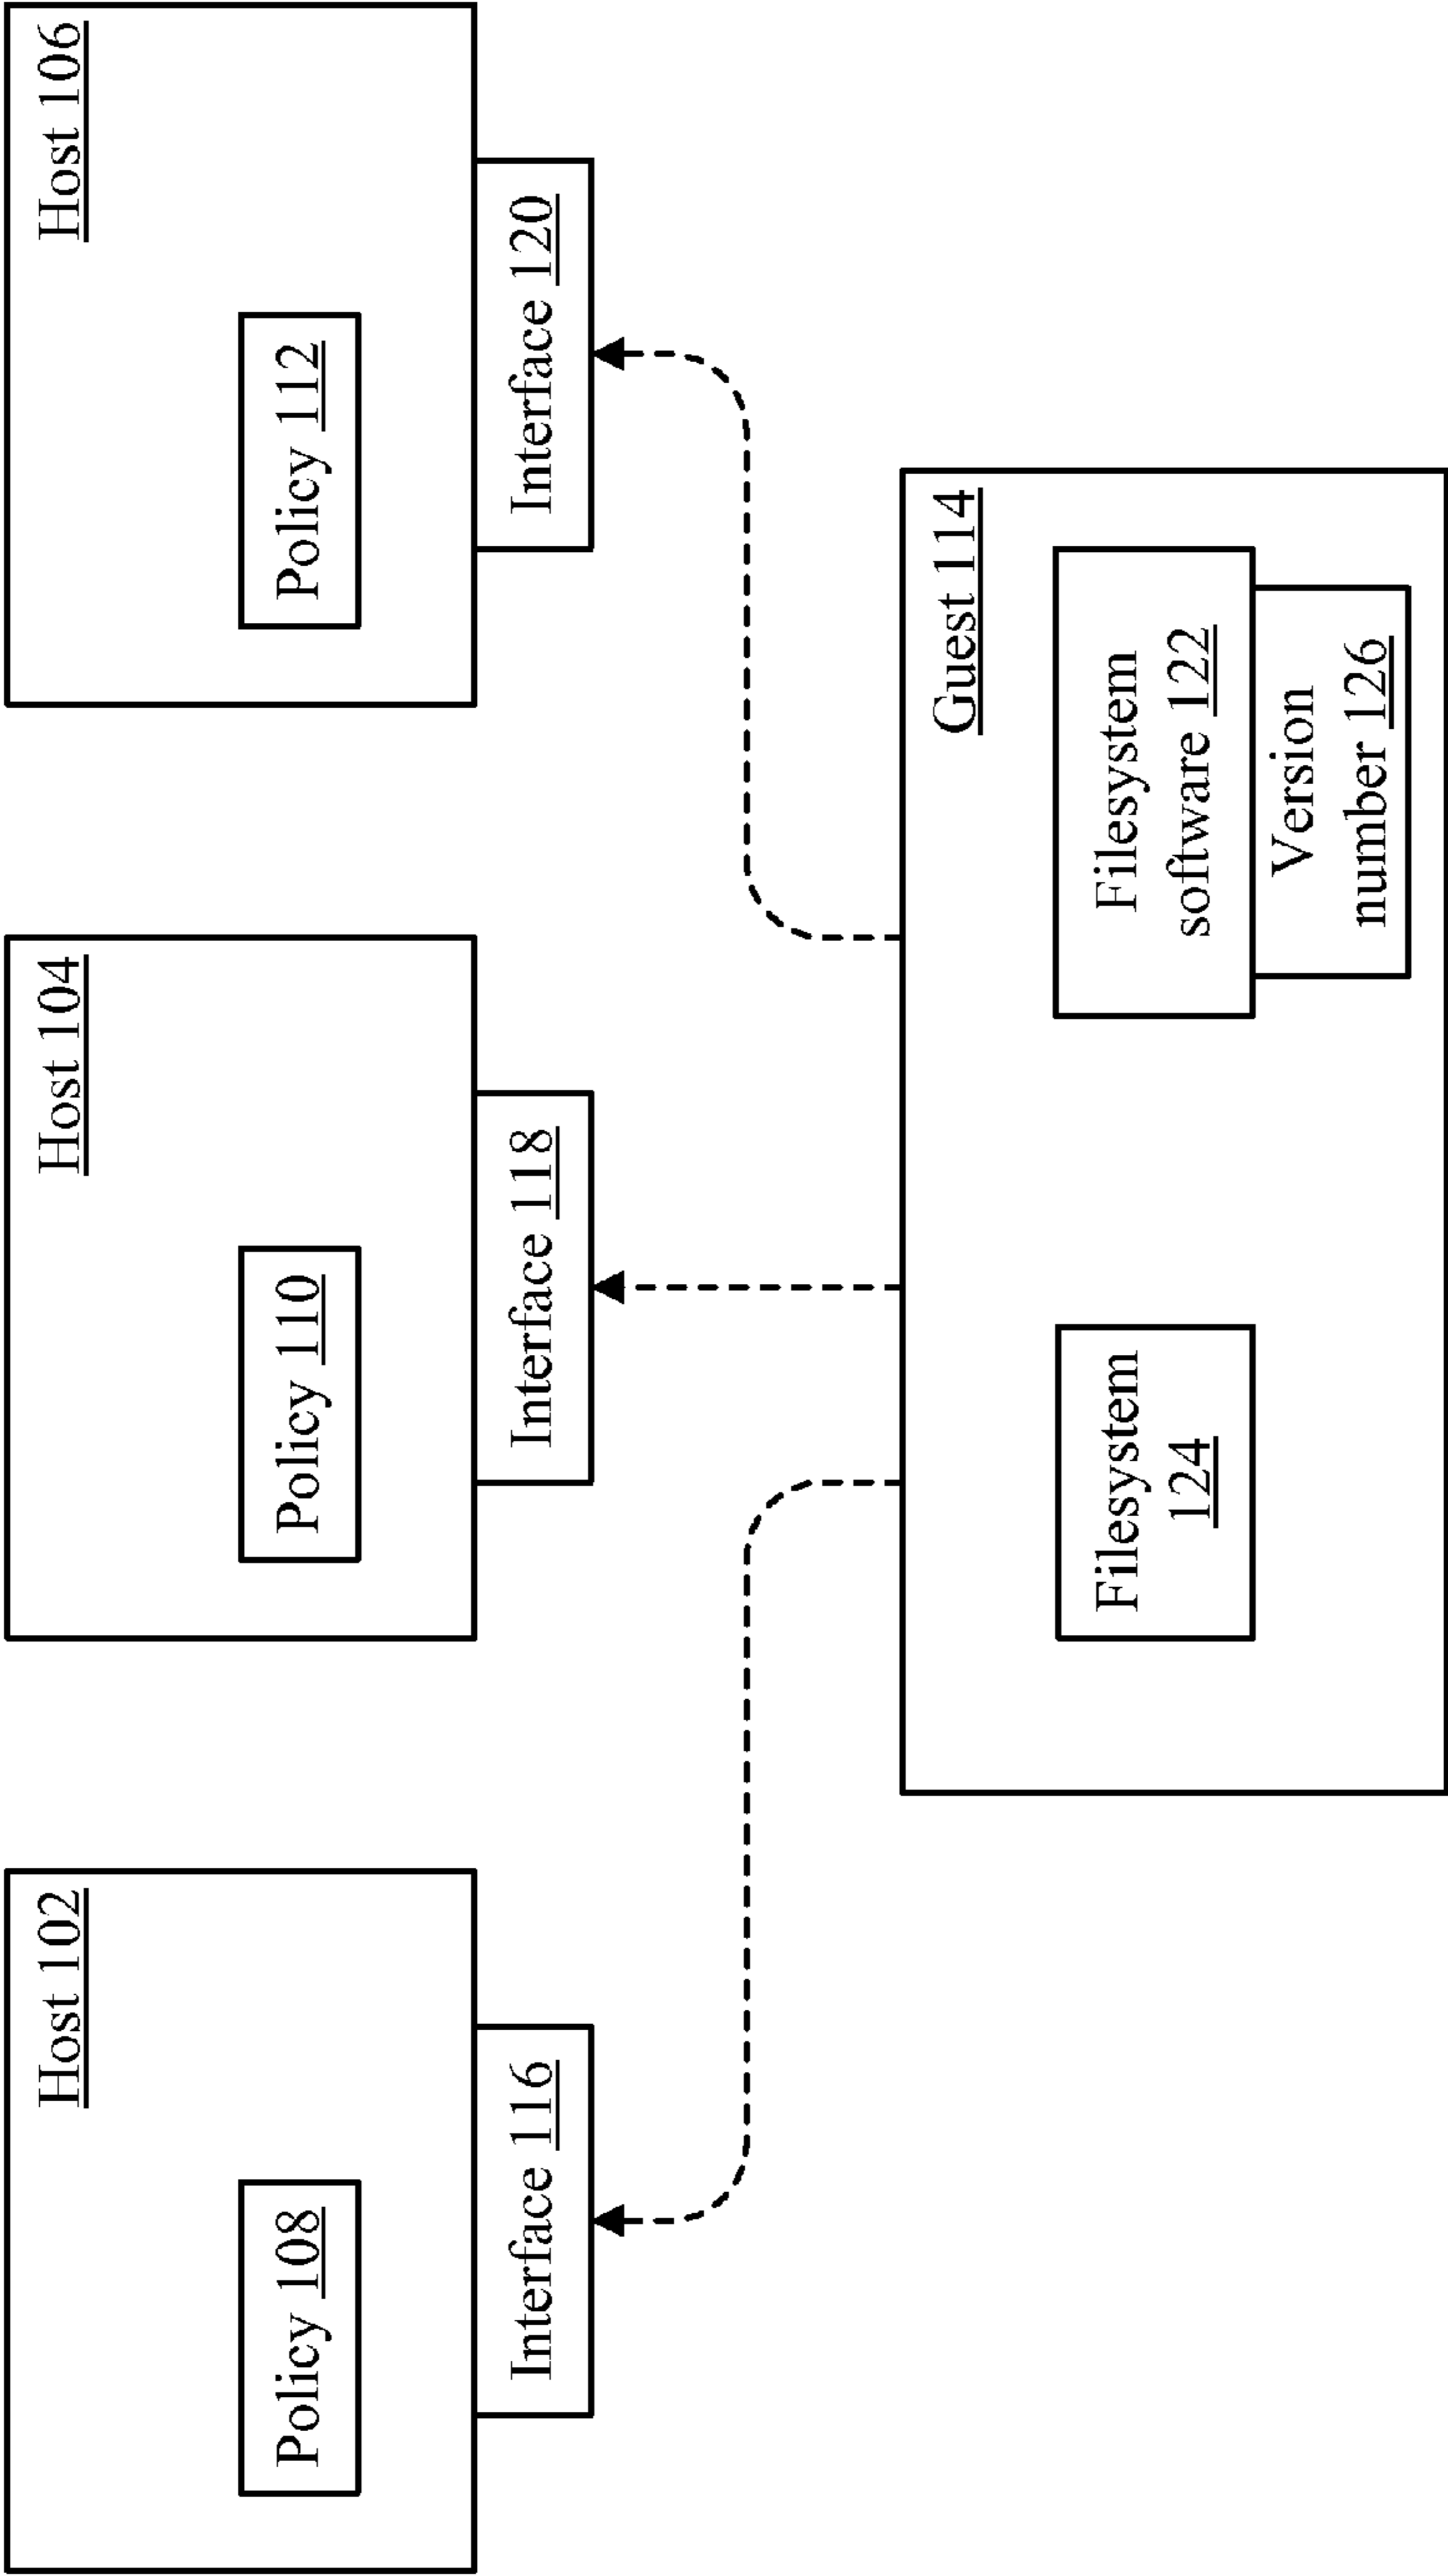 Host 102
Policy 108
Interface 116
Host 104
Policy 110
Interface 118
Host 106
Policy 112
Interface 120
Guest 114
Filesystem
124
Filesystem
software 122
Version
number 126